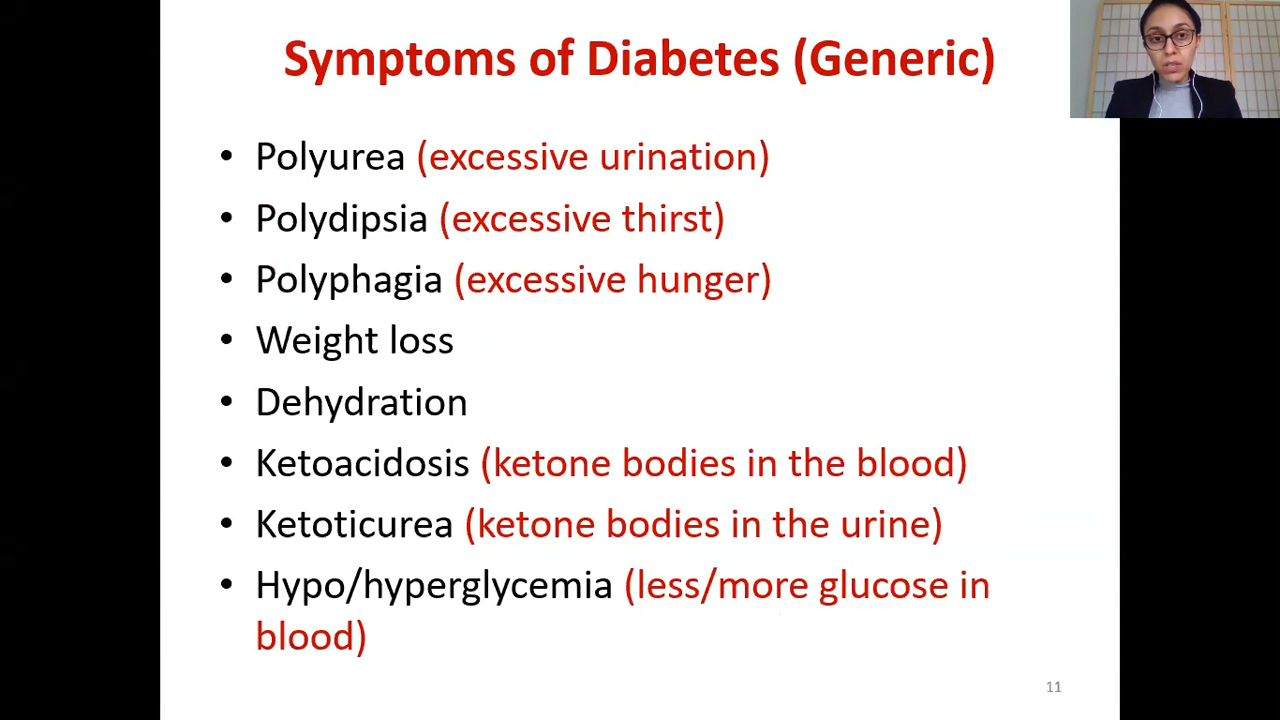 Symptoms of Diabetes (Generic)
• Polyurea (excessive urination)
• Polydipsia (excessive thirst)
• Polyphagia (excessive hunger)
• Weight loss
• Dehydration
• Ketoacidosis (ketone bodies in the blood)
• Ketoticurea (ketone bodies in the urine)
• Hypo/hyperglycemia (less/more glucose in
blood)
11